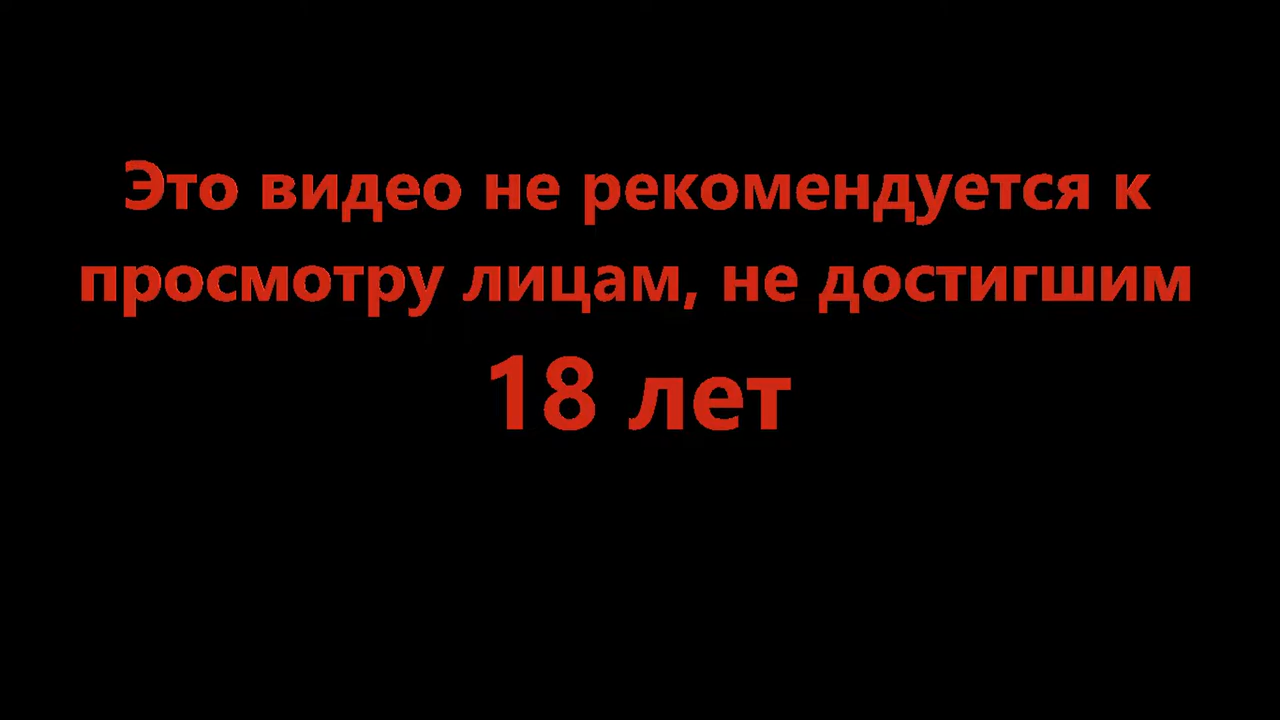 Это видео не рекомендуется к
просмотру лицам, не достигшим
18 лет